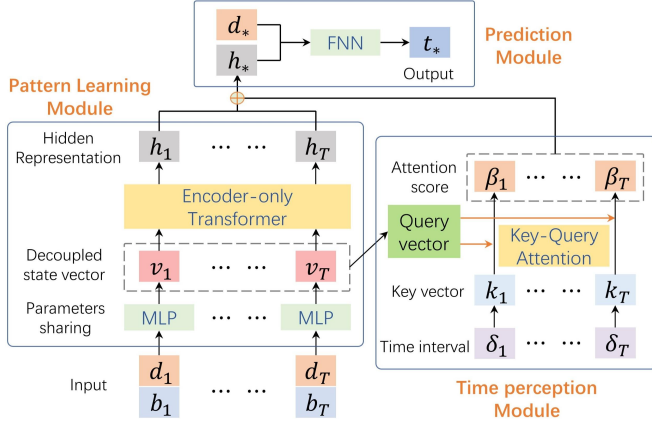 d*
h*
FNN
t*
Output
Prediction
Module
Pattern Learning
Module
Hidden
Representation
h1 ... ... hT
Encoder-only
Transformer
Decoupled
state vector
v1 ... ... vT
Parameters
sharing
MLP ... ... MLP
Input
d1 ... ... dT
b1 ... ... bT
Attention
score
β1 ... ... βT
Query
vector
Key-Query
Attention
Key vector
k1 ... ... kT
Time interval
δ1 ... ... δT
Time perception
Module